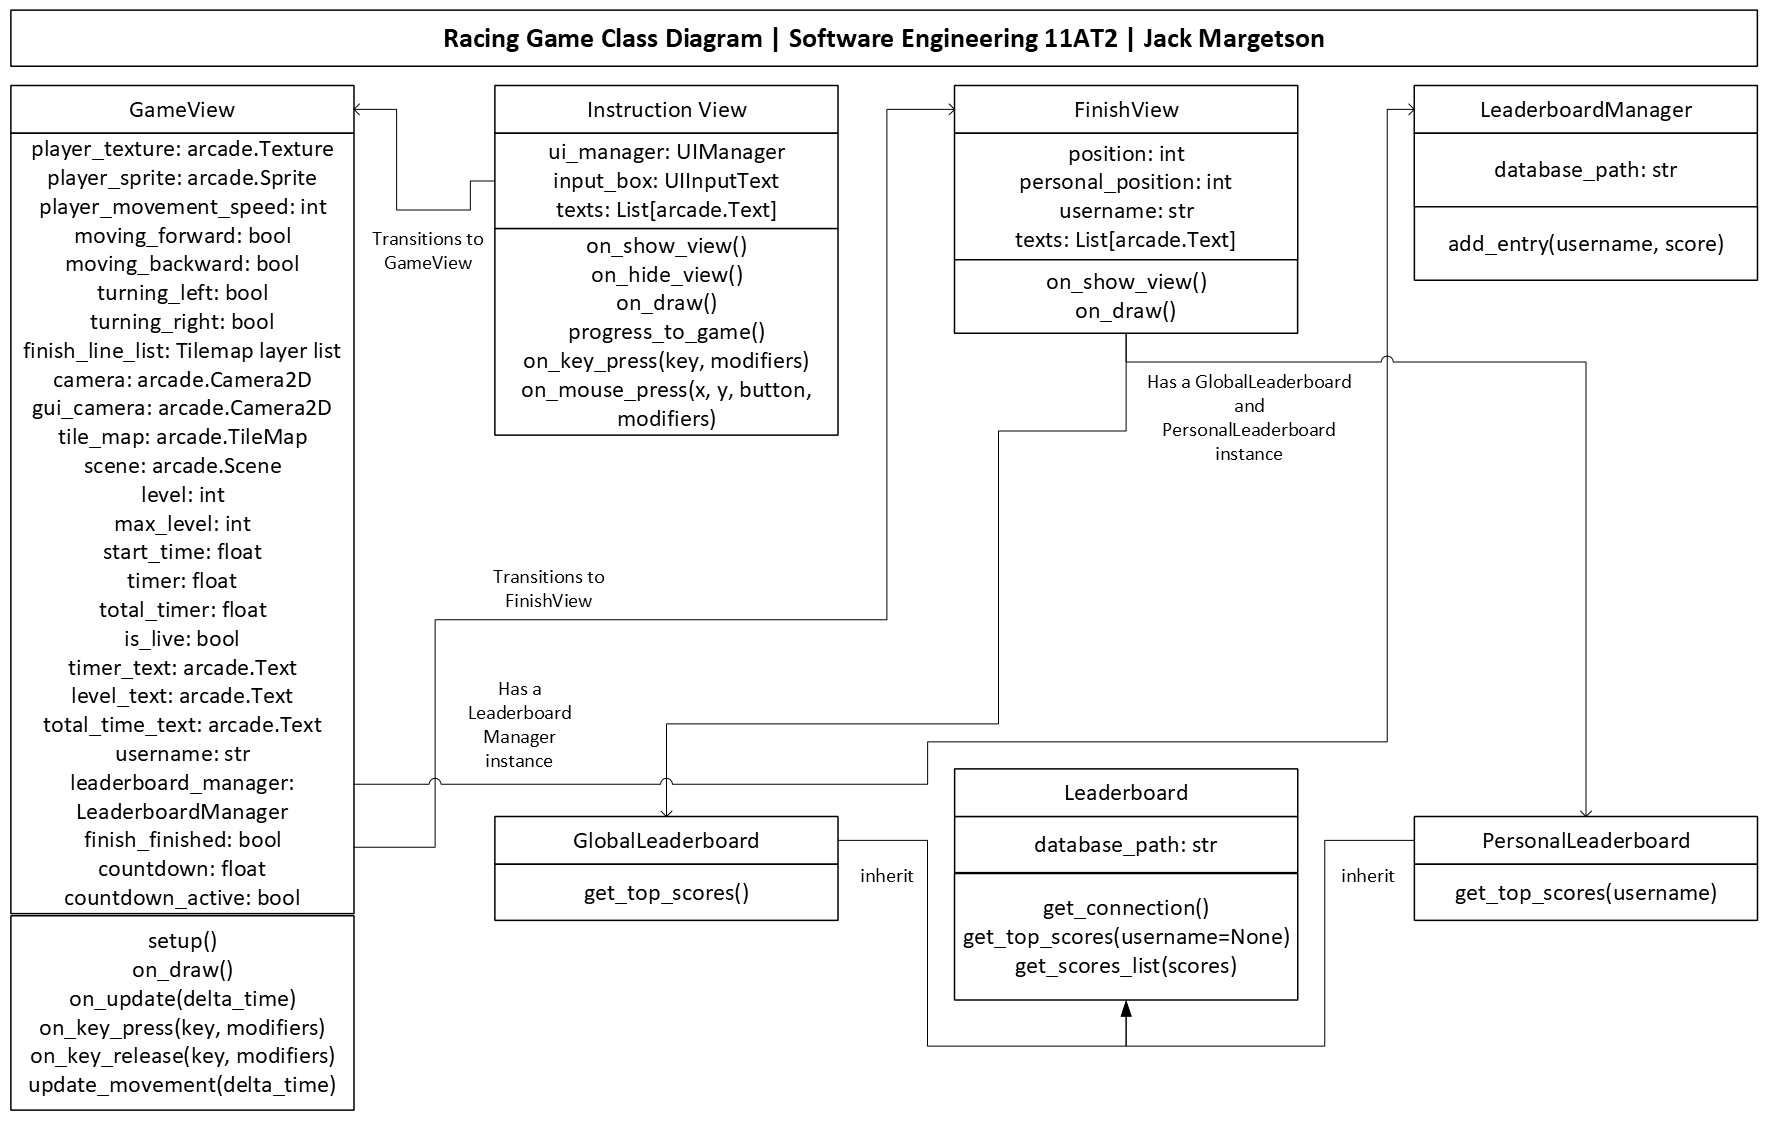 Racing Game Class Diagram | Software Engineering 11AT2 | Jack Margetson
GameView
player_texture: arcade.Texture
player_sprite: arcade.Sprite
player_movement_speed: int
moving_forward: bool
moving_backward: bool
turning_left: bool
turning_right: bool
finish_line_list: Tilemap layer list
camera: arcade.Camera2D
gui_camera: arcade.Camera2D
tile_map: arcade.TileMap
scene: arcade.Scene
level: int
max_level: int
start_time: float
timer: float
total_timer: float
is_live: bool
timer_text: arcade.Text
level_text: arcade.Text
total_time_text: arcade.Text
username: str
leaderboard_manager:
LeaderboardManager
finish_finished: bool
countdown: float
countdown_active: bool
setup()
on_draw()
on_update(delta_time)
on_key_press(key, modifiers)
on_key_release(key, modifiers)
update_movement(delta_time)
Transitions to
GameView
Instruction View
ui_manager: UIManager
input_box: UIInputText
texts: List[arcade.Text]
on_show_view()
on_hide_view()
on_draw()
progress_to_game()
on_key_press(key, modifiers)
on_mouse_press(x, y, button,
modifiers)
FinishView
position: int
personal_position: int
username: str
texts: List[arcade.Text]
on_show_view()
on_draw()
LeaderboardManager
database_path: str
add_entry(username, score)
Has a GlobalLeaderboard
and
PersonalLeaderboard
instance
Transitions to
FinishView
Has a
Leaderboard
Manager
instance
GlobalLeaderboard
get_top_scores()
inherit
Leaderboard
database_path: str
get_connection()
get_top_scores(username=None)
get_scores_list(scores)
inherit
PersonalLeaderboard
get_top_scores(username)